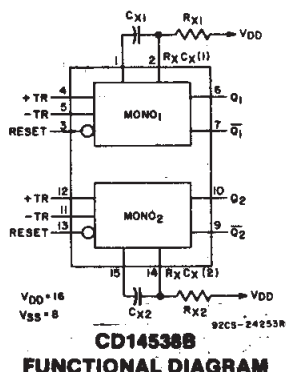 CX1 RX1 VDD
1 2 RXCX(1)
+TR 4 6 Q1
-TR 5 MONO1
RESET 3 7 Q1
+TR 12 10 Q2
-TR 11 MONO2
RESET 13 9 Q2
15 14 RXCX(2)
VDD=16 VDD
VSS=8 CX2 RX2
92CS-24253R
CD14538B
FUNCTIONAL DIAGRAM